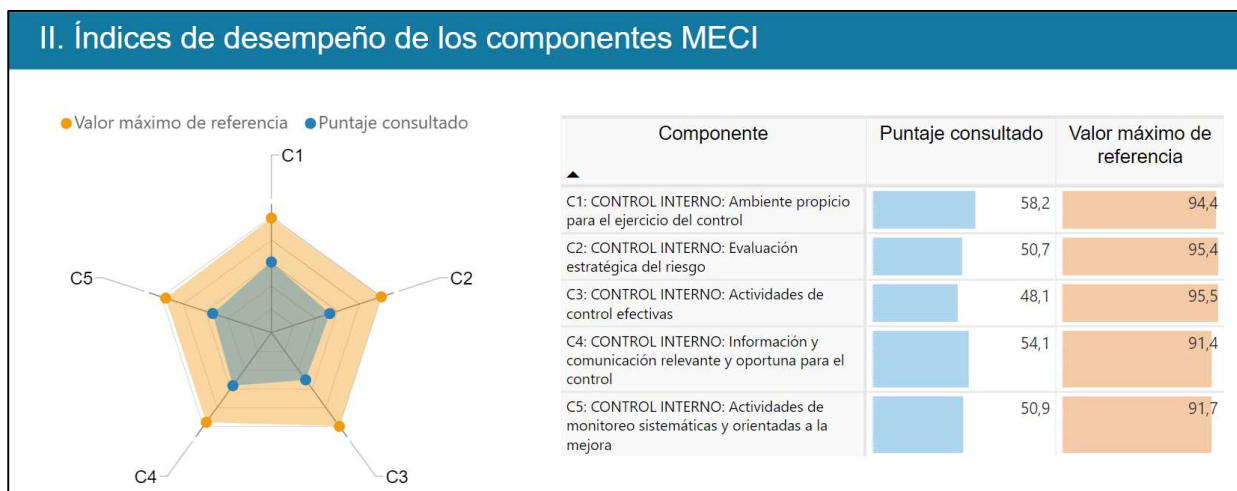 II. Índices de desempeño de los componentes MECI
Valor máximo de referencia Puntaje consultado
C1
C2
C3
C4
C5
Componente Puntaje consultado Valor máximo de
referencia
C1: CONTROL INTERNO: Ambiente propicio
para el ejercicio del control
58,2 94,4
C2: CONTROL INTERNO: Evaluación
estratégica del riesgo
50,7 95,4
C3: CONTROL INTERNO: Actividades de
control efectivas
48,1 95,5
C4: CONTROL INTERNO: Información y
comunicación relevante y oportuna para el
control
54,1 91,4
C5: CONTROL INTERNO: Actividades de
monitoreo sistemáticas y orientadas a la
mejora
50,9 91,7